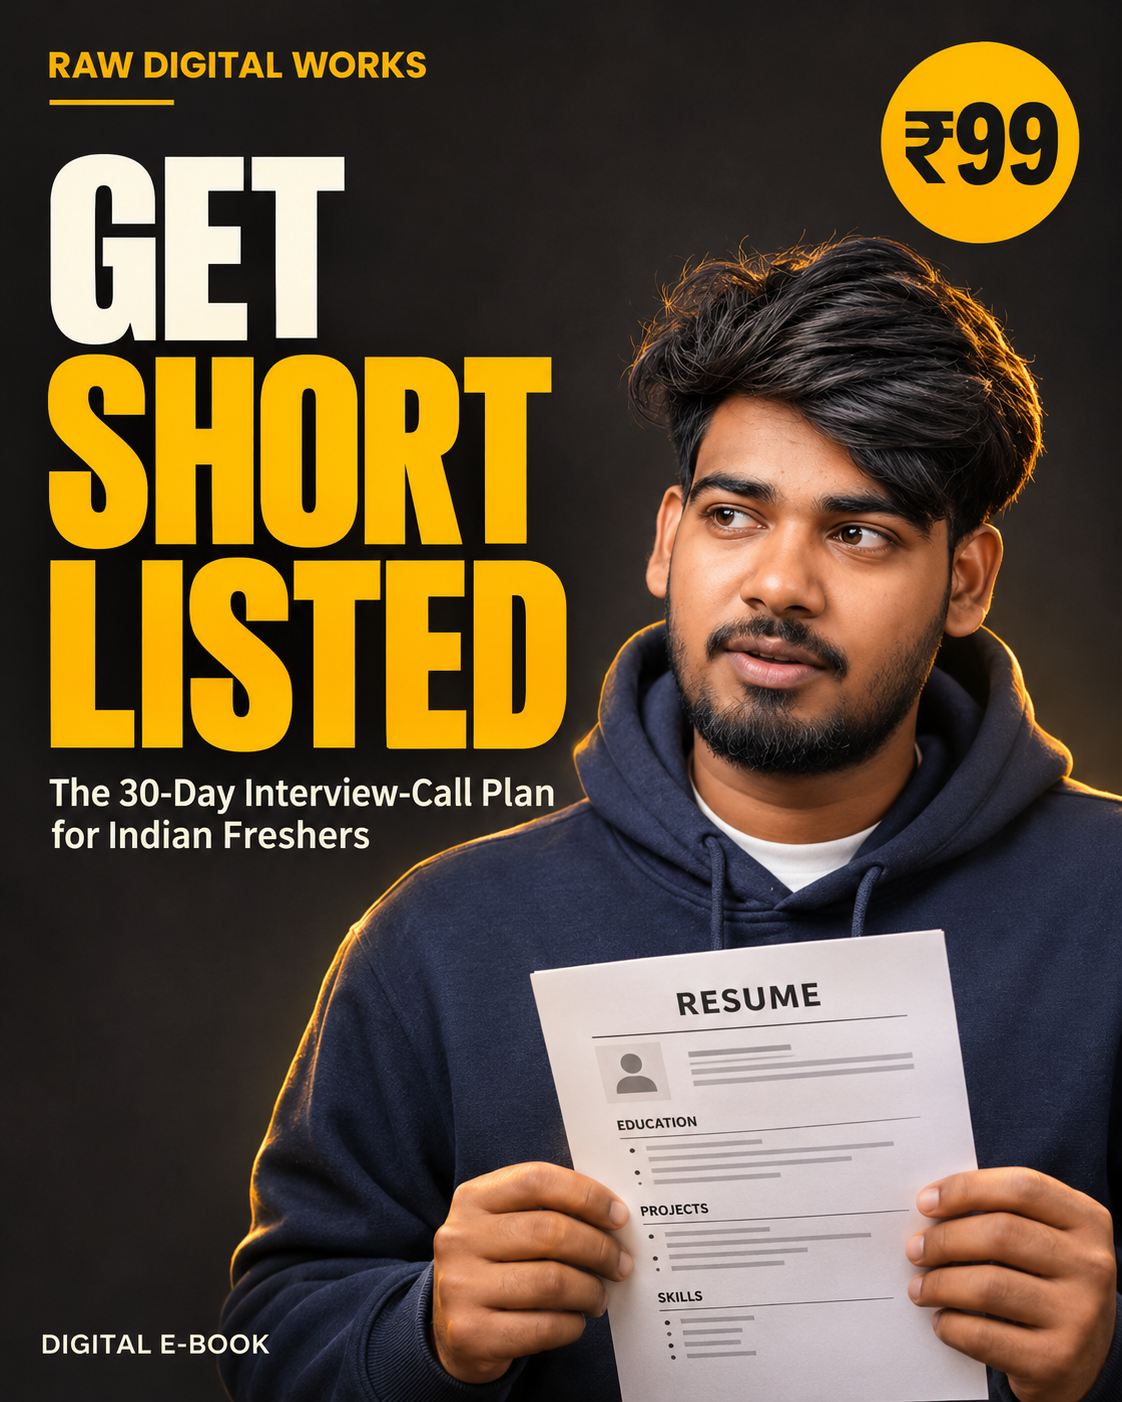 RAW DIGITAL WORKS
₹99
GET
SHORT
LISTED
The 30-Day Interview-Call Plan
for Indian Freshers
RESUME
EDUCATION
PROJECTS
SKILLS
DIGITAL E-BOOK